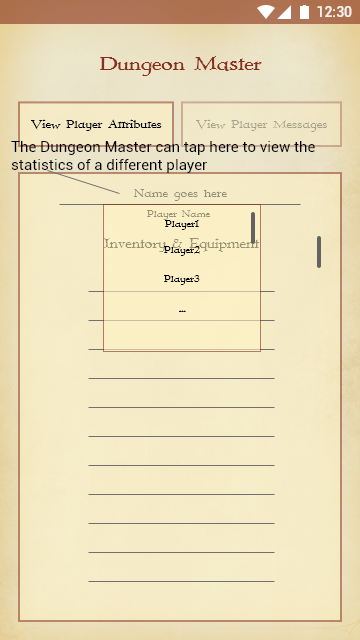 12:30
Dungeon Master
View Player Attributes
View Player Messages
The Dungeon Master can tap here to view the
statistics of a different player
Name goes here
Player Name
Player1
Inventory & Equipment
Player2
Player3
...